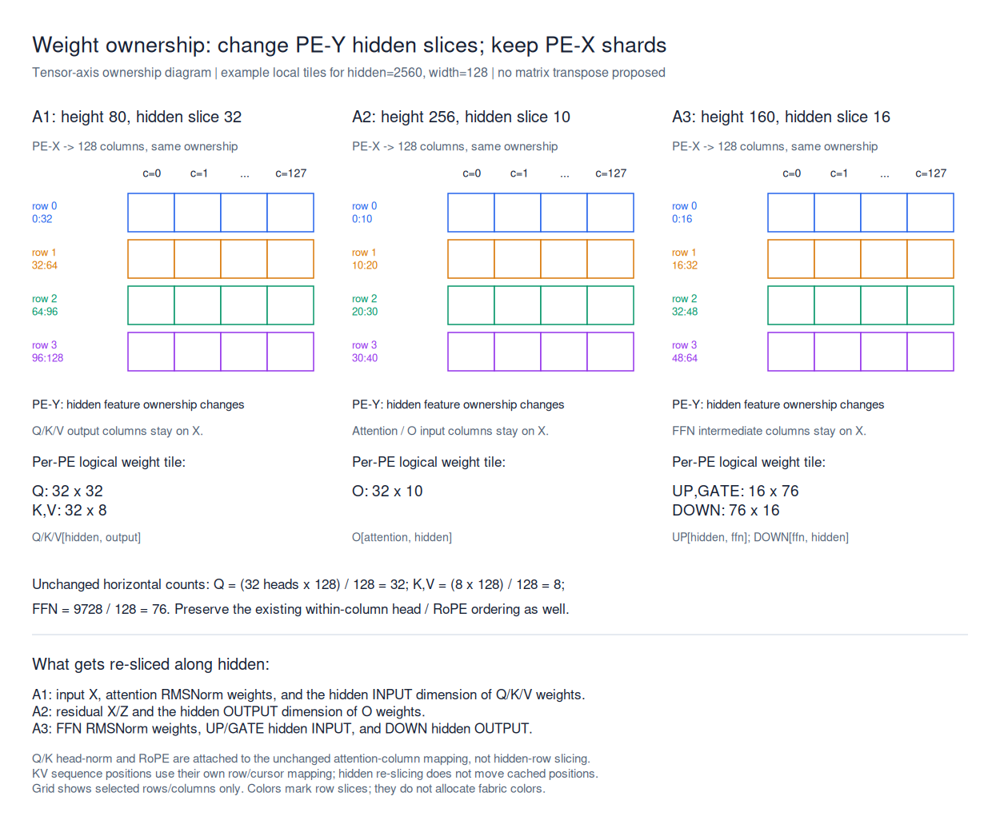 Weight ownership: change PE-Y hidden slices; keep PE-X shards
Tensor-axis ownership diagram | example local tiles for hidden=2560, width=128 | no matrix transpose proposed
A1: height 80, hidden slice 32
PE-X -> 128 columns, same ownership
c=0 c=1 ... c=127
row 0
0:32
row 1
32:64
row 2
64:96
row 3
96:128
PE-Y: hidden feature ownership changes
Q/K/V output columns stay on X.
Per-PE logical weight tile:
Q: 32 x 32
K,V: 32 x 8
Q/K/V[hidden, output]
A2: height 256, hidden slice 10
PE-X -> 128 columns, same ownership
c=0 c=1 ... c=127
row 0
0:10
row 1
10:20
row 2
20:30
row 3
30:40
PE-Y: hidden feature ownership changes
Attention / O input columns stay on X.
Per-PE logical weight tile:
O: 32 x 10
O[attention, hidden]
A3: height 160, hidden slice 16
PE-X -> 128 columns, same ownership
c=0 c=1 ... c=127
row 0
0:16
row 1
16:32
row 2
32:48
row 3
48:64
PE-Y: hidden feature ownership changes
FFN intermediate columns stay on X.
Per-PE logical weight tile:
UP,GATE: 16 x 76
DOWN: 76 x 16
UP[hidden, ffn]; DOWN[ffn, hidden]
Unchanged horizontal counts: Q = (32 heads x 128) / 128 = 32; K,V = (8 x 128) / 128 = 8;
FFN = 9728 / 128 = 76. Preserve the existing within-column head / RoPE ordering as well.
What gets re-sliced along hidden:
A1: input X, attention RMSNorm weights, and the hidden INPUT dimension of Q/K/V weights.
A2: residual X/Z and the hidden OUTPUT dimension of O weights.
A3: FFN RMSNorm weights, UP/GATE hidden INPUT, and DOWN hidden OUTPUT.
Q/K head-norm and RoPE are attached to the unchanged attention-column mapping, not hidden-row slicing.
KV sequence positions use their own row/cursor mapping; hidden re-slicing does not move cached positions.
Grid shows selected rows/columns only. Colors mark row slices; they do not allocate fabric colors.